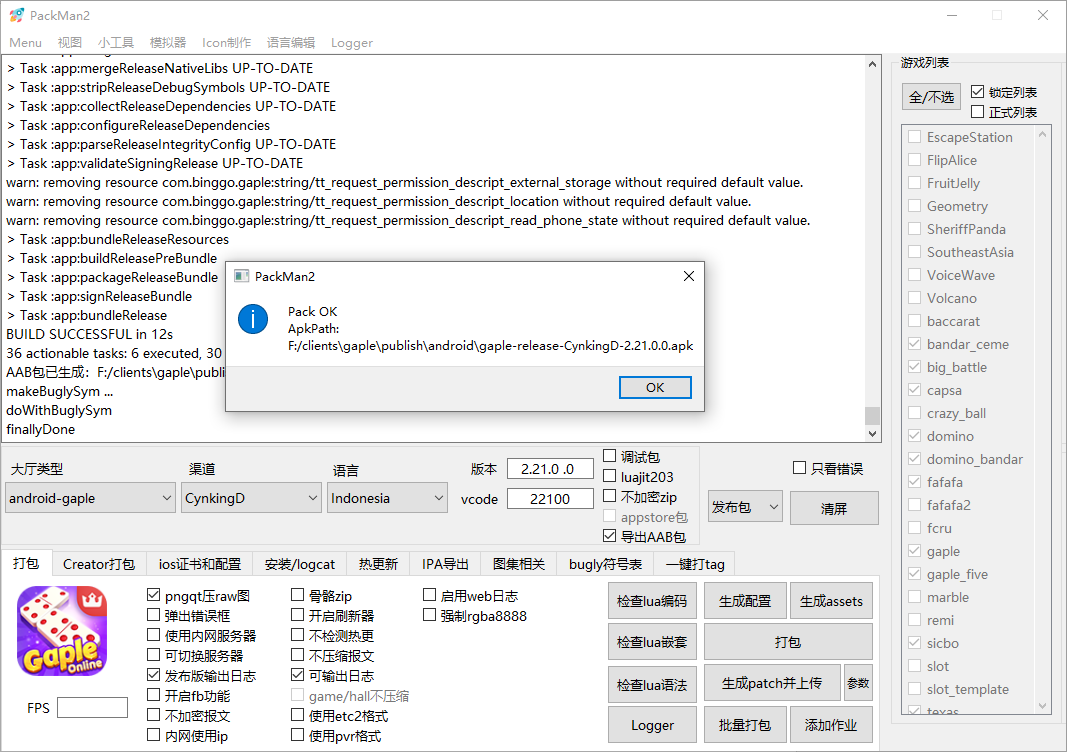 PackMan2
Menu 视图 小工具 模拟器 Icon制作 语言编辑 Logger
> Task :app:mergeReleaseNativeLibs UP-TO-DATE
> Task :app:stripReleaseDebugSymbols UP-TO-DATE
> Task :app:collectReleaseDependencies UP-TO-DATE
> Task :app:configureReleaseDependencies
> Task :app:parseReleaseIntegrityConfig UP-TO-DATE
> Task :app:validateSigningRelease UP-TO-DATE
warn: removing resource com.binggo.gaple:string/tt_request_permission_descript_external_storage without required default value.
warn: removing resource com.binggo.gaple:string/tt_request_permission_descript_location without required default value.
warn: removing resource com.binggo.gaple:string/tt_request_permission_descript_read_phone_state without required default value.
> Task :app:bundleReleaseResources
> Task :app:buildReleasePreBundle
> Task :app:packageReleaseBundle
> Task :app:signReleaseBundle
> Task :app:bundleRelease
BUILD SUCCESSFUL in 12s
36 actionable tasks: 6 executed, 30
AAB包已生成: F:/clients\gaple\publi
makeBuglySym ...
doWithBuglySym
finallyDone
PackMan2
Pack OK
ApkPath:
F:/clients\gaple\publish\android\gaple-release-CynkingD-2.21.0.0.apk
OK
游戏列表
全/不选
锁定列表
正式列表
EscapeStation
FlipAlice
FruitJelly
Geometry
SheriffPanda
SoutheastAsia
VoiceWave
Volcano
baccarat
bandar_ceme
big_battle
capsa
crazy_ball
domino
domino_bandar
fafafa
fafafa2
fcru
gaple
gaple_five
marble
remi
sicbo
slot
slot_template
texas
大厅类型 渠道 语言
android-gaple CynkingD Indonesia
版本 2.21.0 .0
vcode 22100
调试包
luajit203
不加密zip
appstore包
导出AAB包
发布包
只看错误
清屏
打包 Creator打包 ios证书和配置 安装/logcat 热更新 IPA导出 图集相关 bugly符号表 一键打tag
Gaple
Online
FPS
pngqt压raw图
弹出错误框
使用内网服务器
可切换服务器
发布版输出日志
开启fb功能
不加密报文
内网使用ip
骨骼zip
开启刷新器
不检测热更
不压缩报文
可输出日志
game/hall不压缩
使用etc2格式
使用pvr格式
启用web日志
强制rgba8888
检查lua编码 生成配置 生成assets
检查lua嵌套 打包
检查lua语法 生成patch并上传 参数
Logger 批量打包 添加作业